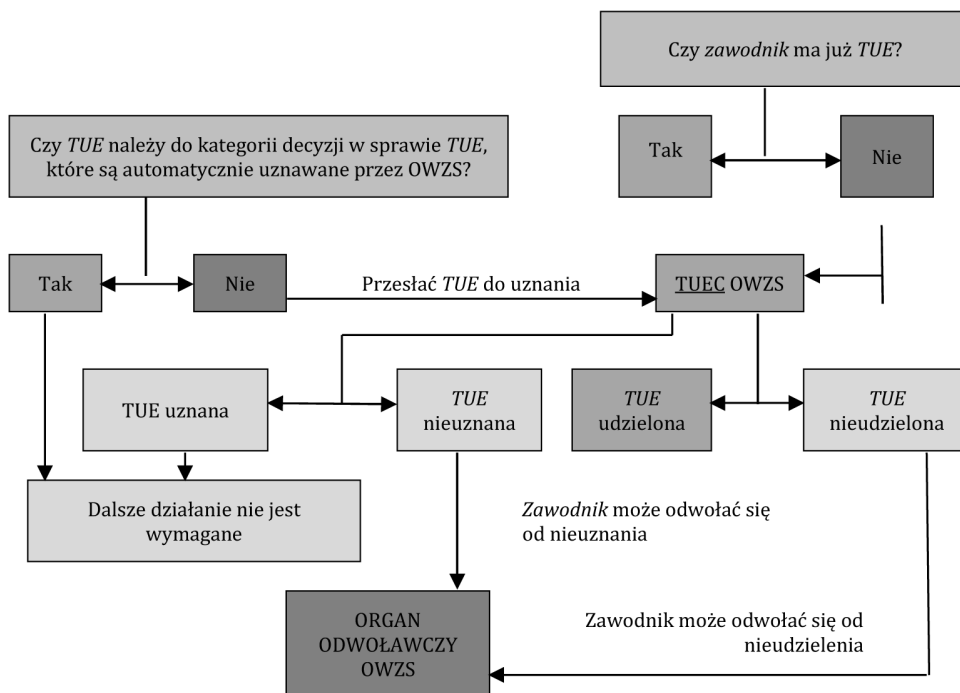 Czy zawodnik ma już TUE?
Tak
Nie
Czy TUE należy do kategorii decyzji w sprawie TUE,
które są automatycznie uznawane przez OWZS?
Tak
Nie
Przesłać TUE do uznania
TUEC OWZS
TUE uznana
TUE
nieuznana
TUE
udzielona
TUE
nieudzielona
Dalsze działanie nie jest
wymagane
Zawodnik może odwołać się
od nieuznania
ORGAN
ODWOŁAWCZY
OWZS
Zawodnik może odwołać się od
nieudzielenia